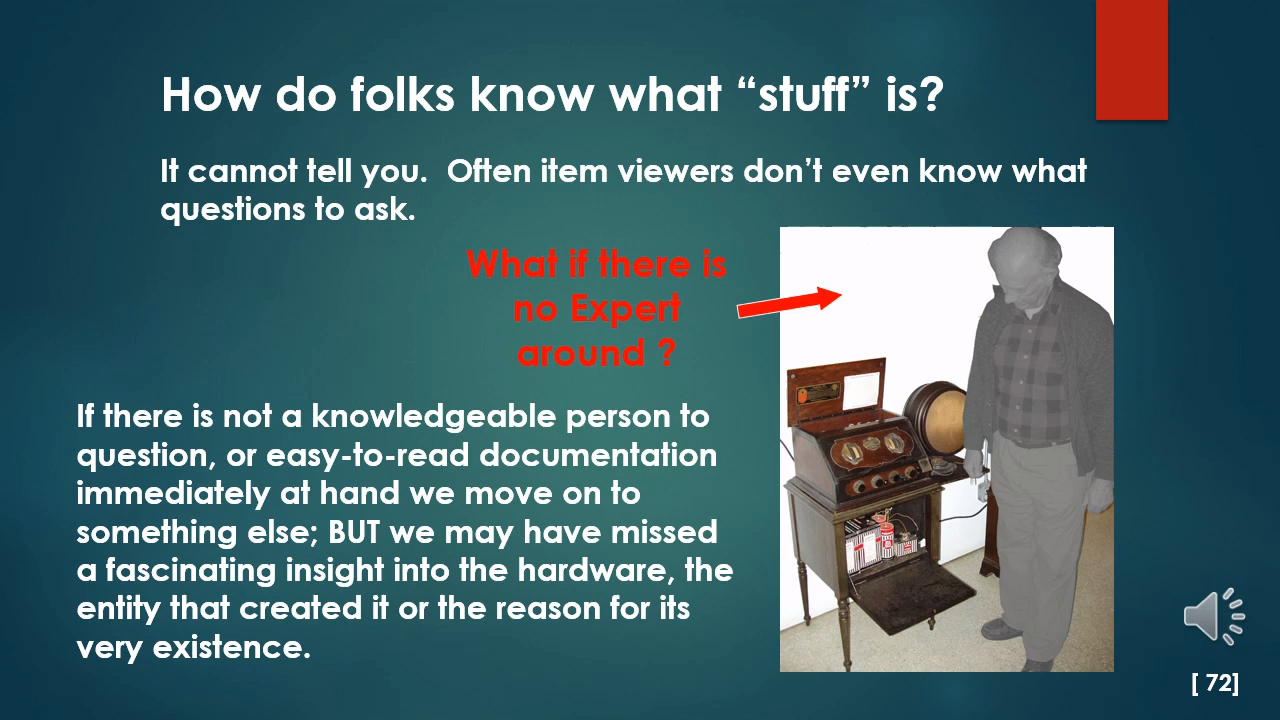 How do folks know what “stuff” is?
It cannot tell you.  Often item viewers don’t even know what
questions to ask.
What if there is
no Expert
around ?
If there is not a knowledgeable person to
question, or easy-to-read documentation
immediately at hand we move on to
something else; BUT we may have missed
a fascinating insight into the hardware, the
entity that created it or the reason for its
very existence.
[ 72]